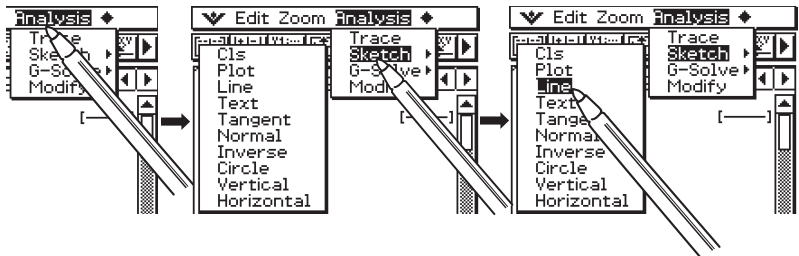 Analysis
Trace
Sketch
G-Solve
Modify
Edit Zoom Analysis
Cls
Plot
Line
Text
Tangent
Normal
Inverse
Circle
Vertical
Horizontal
Trace
Sketch
G-Solve
Modify
Edit Zoom Analysis
Cls
Plot
Line
Text
Tangent
Normal
Inverse
Circle
Vertical
Horizontal
Trace
Sketch
G-Solve
Modify